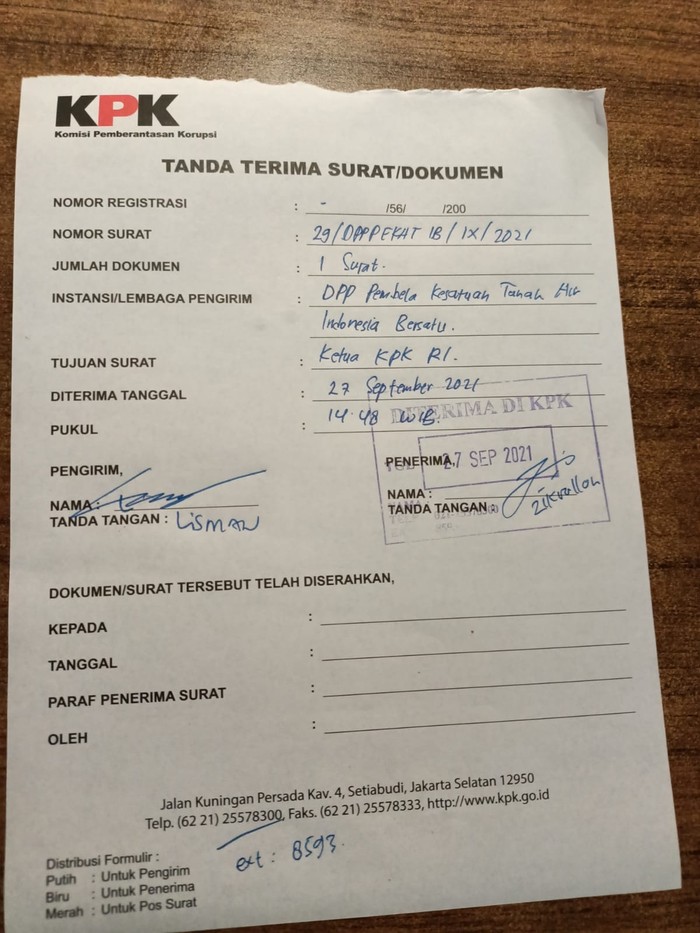 KPK
Komisi Pemberantasan Korupsi
TANDA TERIMA SURAT/DOKUMEN
NOMOR REGISTRASI : - /56/ /200
NOMOR SURAT : 29/DPPPEKAT IB/IX/2021
JUMLAH DOKUMEN : 1 Surat.
INSTANSI/LEMBAGA PENGIRIM : DPP Pembela Kesatuan Tanah Air
Indonesia Bersatu.
TUJUAN SURAT : Ketua KPK RI.
DITERIMA TANGGAL : 27 September 2021
PUKUL : 14.48 WIB.
DITERIMA DI KPK
27 SEP 2021
PENGIRIM, PENERIMA,
NAMA : NAMA :
TANDA TANGAN : LISMAN TANDA TANGAN :
DOKUMEN/SURAT TERSEBUT TELAH DISERAHKAN,
KEPADA :
TANGGAL :
PARAF PENERIMA SURAT :
OLEH :
Jalan Kuningan Persada Kav. 4, Setiabudi, Jakarta Selatan 12950
Telp. (62 21) 25578300, Faks. (62 21) 25578333, http://www.kpk.go.id
ext : 8593.
Distribusi Formulir :
Putih : Untuk Pengirim
Biru : Untuk Penerima
Merah : Untuk Pos Surat